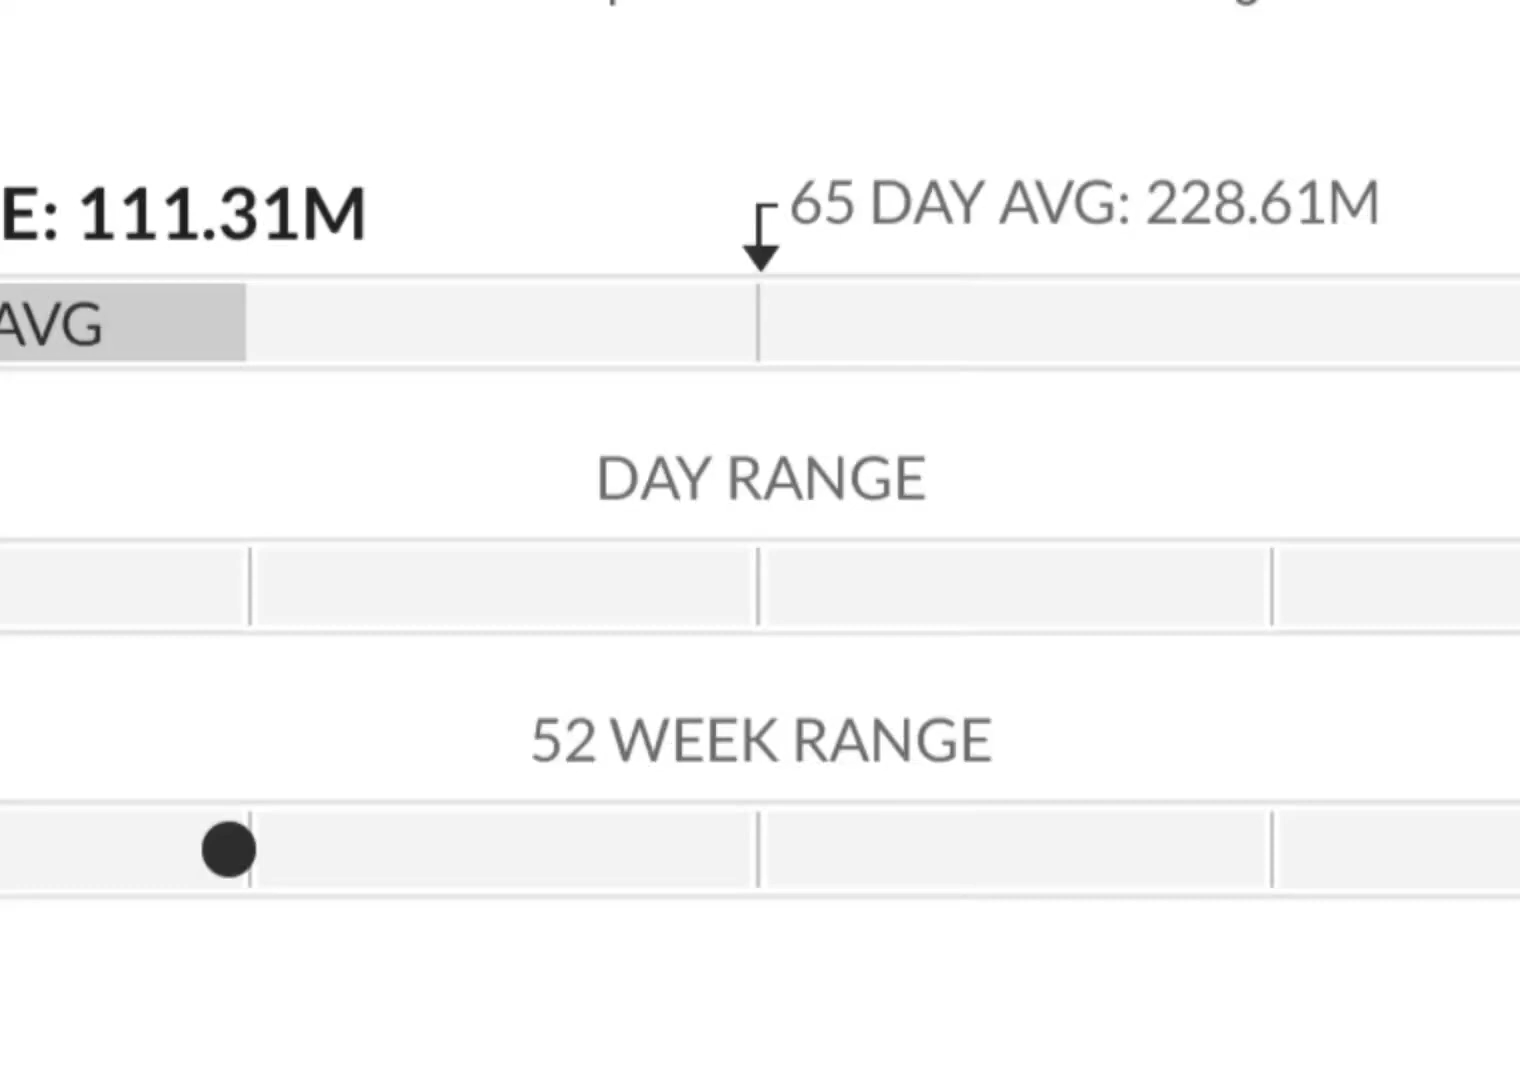 E: 111.31M
65 DAY AVG: 228.61M
AVG
DAY RANGE
52 WEEK RANGE